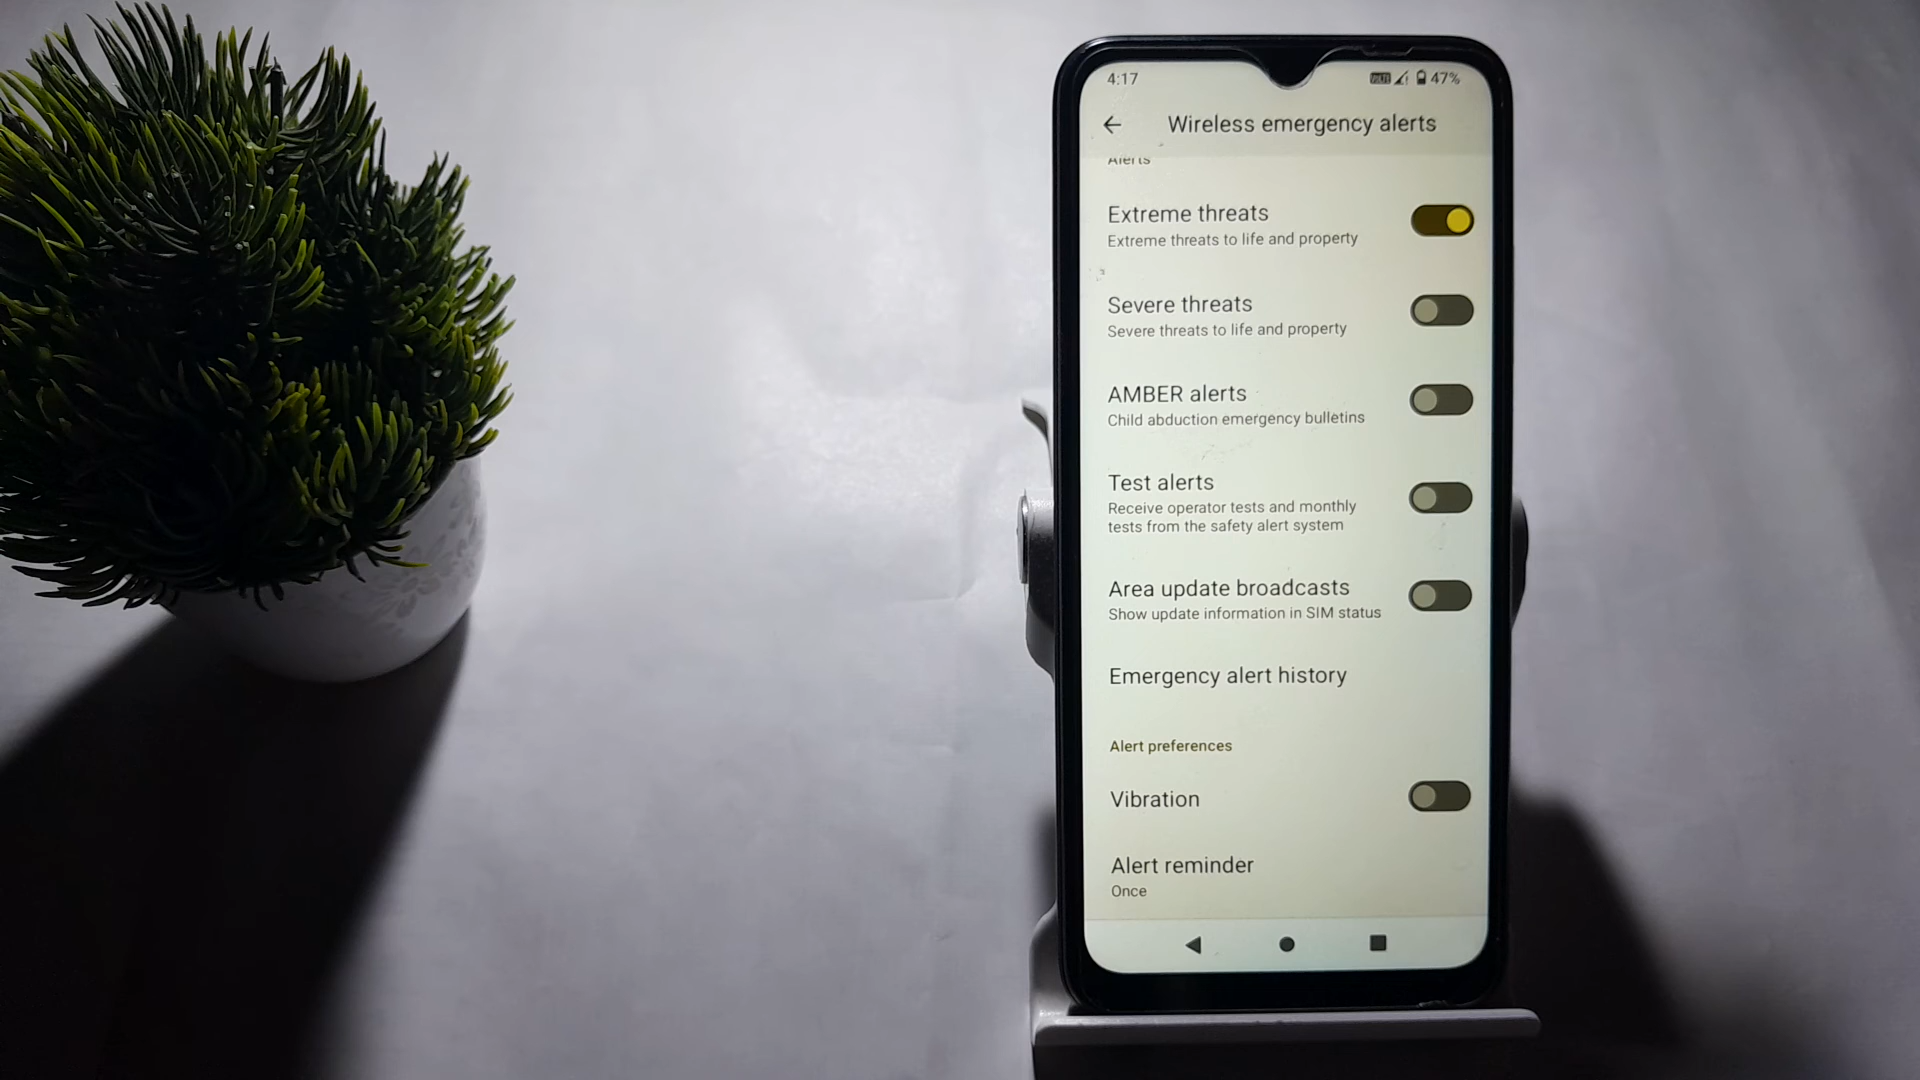 4:17
VoLTE 47%
Wireless emergency alerts
Alerts
Extreme threats
Extreme threats to life and property
Severe threats
Severe threats to life and property
AMBER alerts
Child abduction emergency bulletins
Test alerts
Receive operator tests and monthly
tests from the safety alert system
Area update broadcasts
Show update information in SIM status
Emergency alert history
Alert preferences
Vibration
Alert reminder
Once